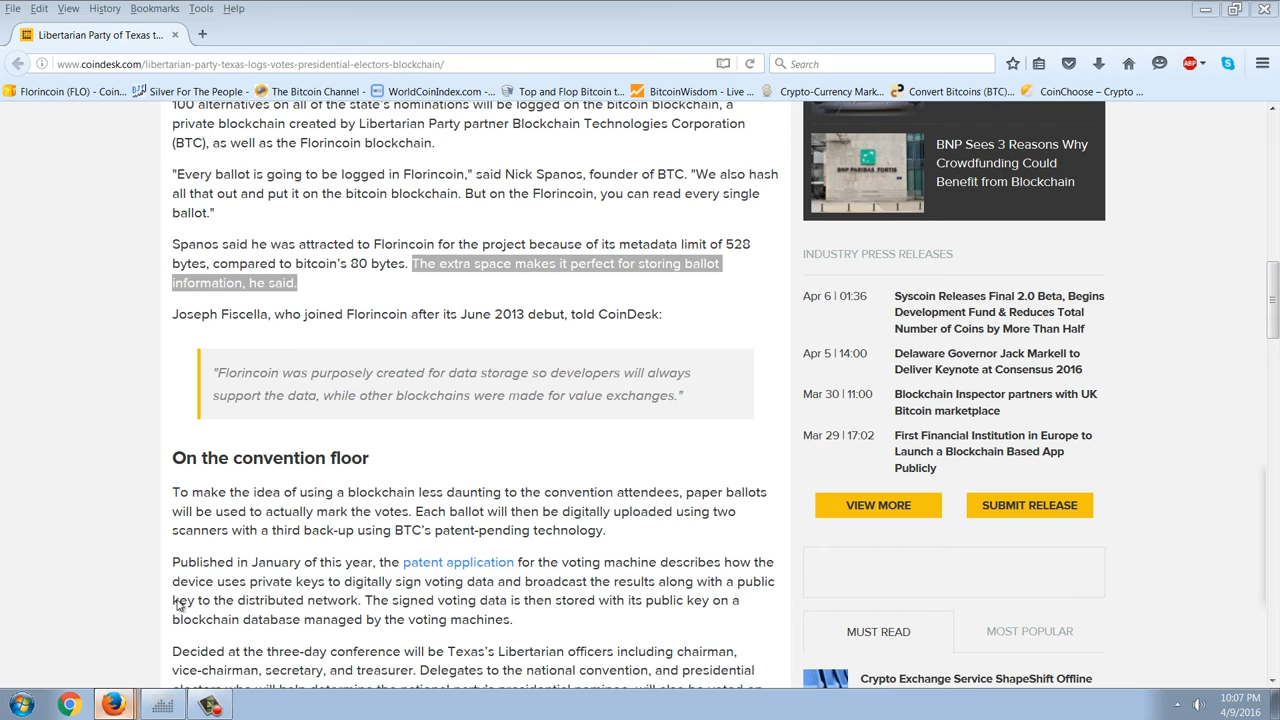 File Edit View History Bookmarks Tools Help
Libertarian Party of Texas t...
www.coindesk.com/libertarian-party-texas-logs-votes-presidential-electors-blockchain/
Search
ABP
Florincoin (FLO) - Coin... Silver For The People - The Bitcoin Channel - WorldCoinIndex.com -... Top and Flop Bitcoin t... BitcoinWisdom - Live ... Crypto-Currency Mark... Convert Bitcoins (BTC)... CoinChoose – Crypto ...
100 alternatives on all of the state's nominations will be logged on the bitcoin blockchain, a
private blockchain created by Libertarian Party partner Blockchain Technologies Corporation
(BTC), as well as the Florincoin blockchain.
"Every ballot is going to be logged in Florincoin," said Nick Spanos, founder of BTC. "We also hash
all that out and put it on the bitcoin blockchain. But on the Florincoin, you can read every single
ballot."
Spanos said he was attracted to Florincoin for the project because of its metadata limit of 528
bytes, compared to bitcoin's 80 bytes. The extra space makes it perfect for storing ballot
information, he said.
Joseph Fiscella, who joined Florincoin after its June 2013 debut, told CoinDesk:
"Florincoin was purposely created for data storage so developers will always
support the data, while other blockchains were made for value exchanges."
On the convention floor
To make the idea of using a blockchain less daunting to the convention attendees, paper ballots
will be used to actually mark the votes. Each ballot will then be digitally uploaded using two
scanners with a third back-up using BTC's patent-pending technology.
Published in January of this year, the patent application for the voting machine describes how the
device uses private keys to digitally sign voting data and broadcast the results along with a public
key to the distributed network. The signed voting data is then stored with its public key on a
blockchain database managed by the voting machines.
Decided at the three-day conference will be Texas's Libertarian officers including chairman,
vice-chairman, secretary, and treasurer. Delegates to the national convention, and presidential
electors who will help determine the national party's presidential nominee, will also be voted on
BNP PARIBAS FORTIS
BNP Sees 3 Reasons Why
Crowdfunding Could
Benefit from Blockchain
INDUSTRY PRESS RELEASES
Apr 6 | 01:36 Syscoin Releases Final 2.0 Beta, Begins
Development Fund & Reduces Total
Number of Coins by More Than Half
Apr 5 | 14:00 Delaware Governor Jack Markell to
Deliver Keynote at Consensus 2016
Mar 30 | 11:00 Blockchain Inspector partners with UK
Bitcoin marketplace
Mar 29 | 17:02 First Financial Institution in Europe to
Launch a Blockchain Based App
Publicly
VIEW MORE SUBMIT RELEASE
MUST READ MOST POPULAR
Crypto Exchange Service ShapeShift Offline
10:07 PM
4/9/2016